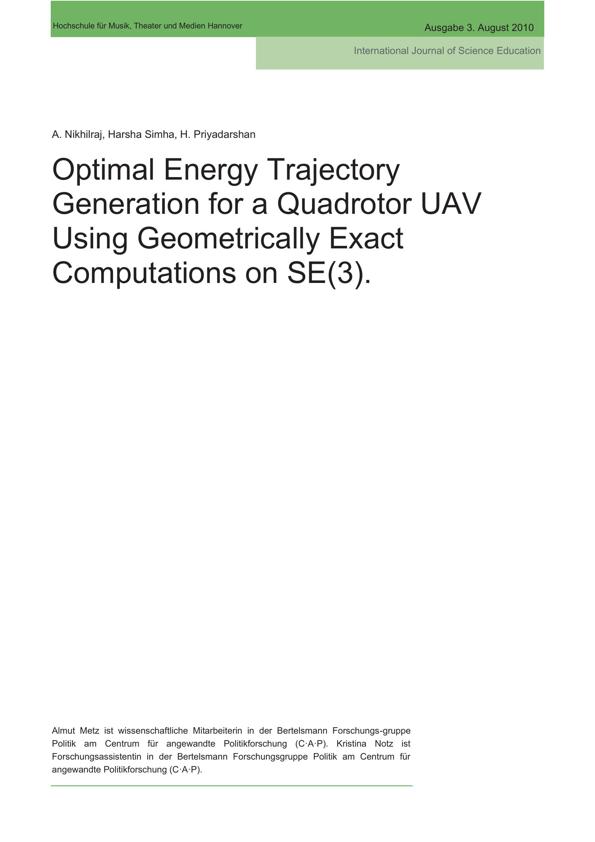 Hochschule für Musik, Theater und Medien Hannover
Ausgabe 3. August 2010
International Journal of Science Education
A. Nikhilraj, Harsha Simha, H. Priyadarshan
Optimal Energy Trajectory
Generation for a Quadrotor UAV
Using Geometrically Exact
Computations on SE(3).
Almut Metz ist wissenschaftliche Mitarbeiterin in der Bertelsmann Forschungs-gruppe
Politik am Centrum für angewandte Politikforschung (C·A·P). Kristina Notz ist
Forschungsassistentin in der Bertelsmann Forschungsgruppe Politik am Centrum für
angewandte Politikforschung (C·A·P).